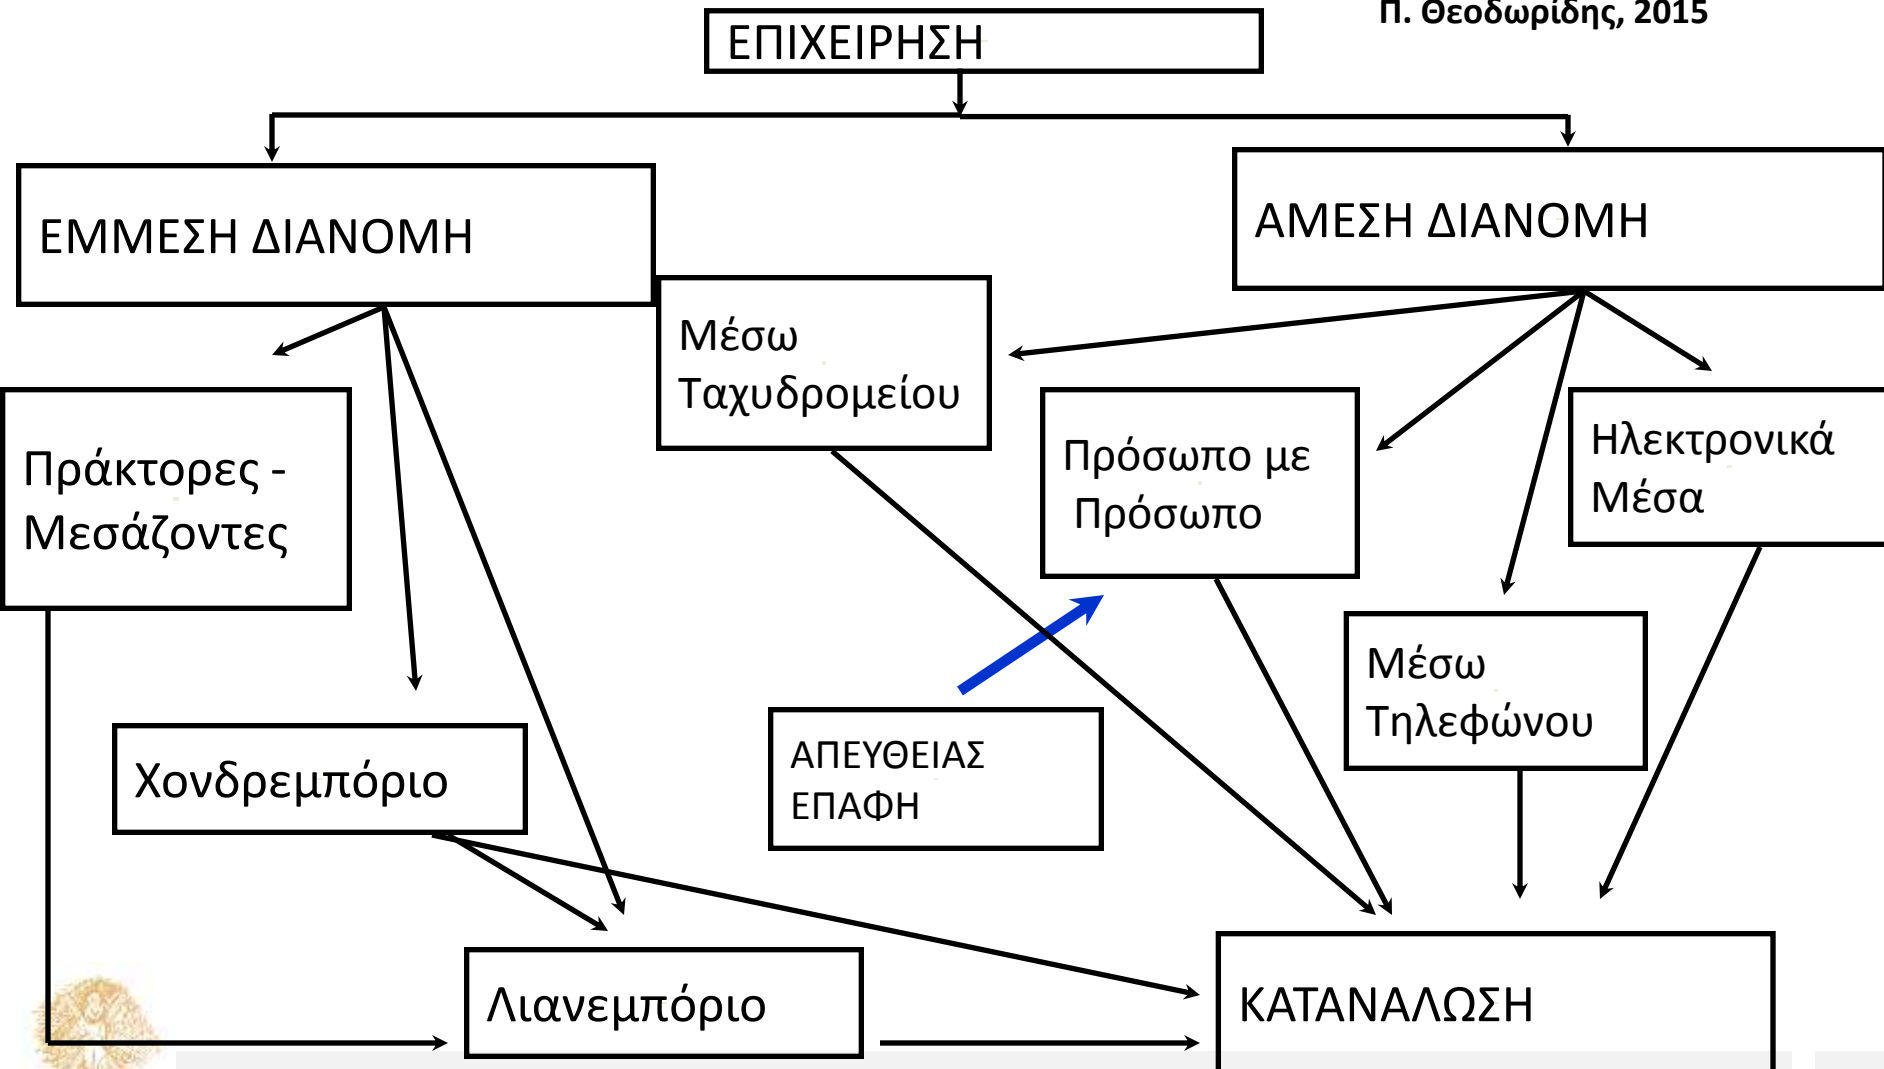 Π. Θεοδωρίδης, 2015
ΕΠΙΧΕΙΡΗΣΗ
ΕΜΜΕΣΗ ΔΙΑΝΟΜΗ
ΑΜΕΣΗ ΔΙΑΝΟΜΗ
Μέσω
Ταχυδρομείου
Πράκτορες -
Μεσάζοντες
Πρόσωπο με
Πρόσωπο
Ηλεκτρονικά
Μέσα
Μέσω
Τηλεφώνου
Χονδρεμπόριο
ΑΠΕΥΘΕΙΑΣ
ΕΠΑΦΗ
Λιανεμπόριο
ΚΑΤΑΝΑΛΩΣΗ